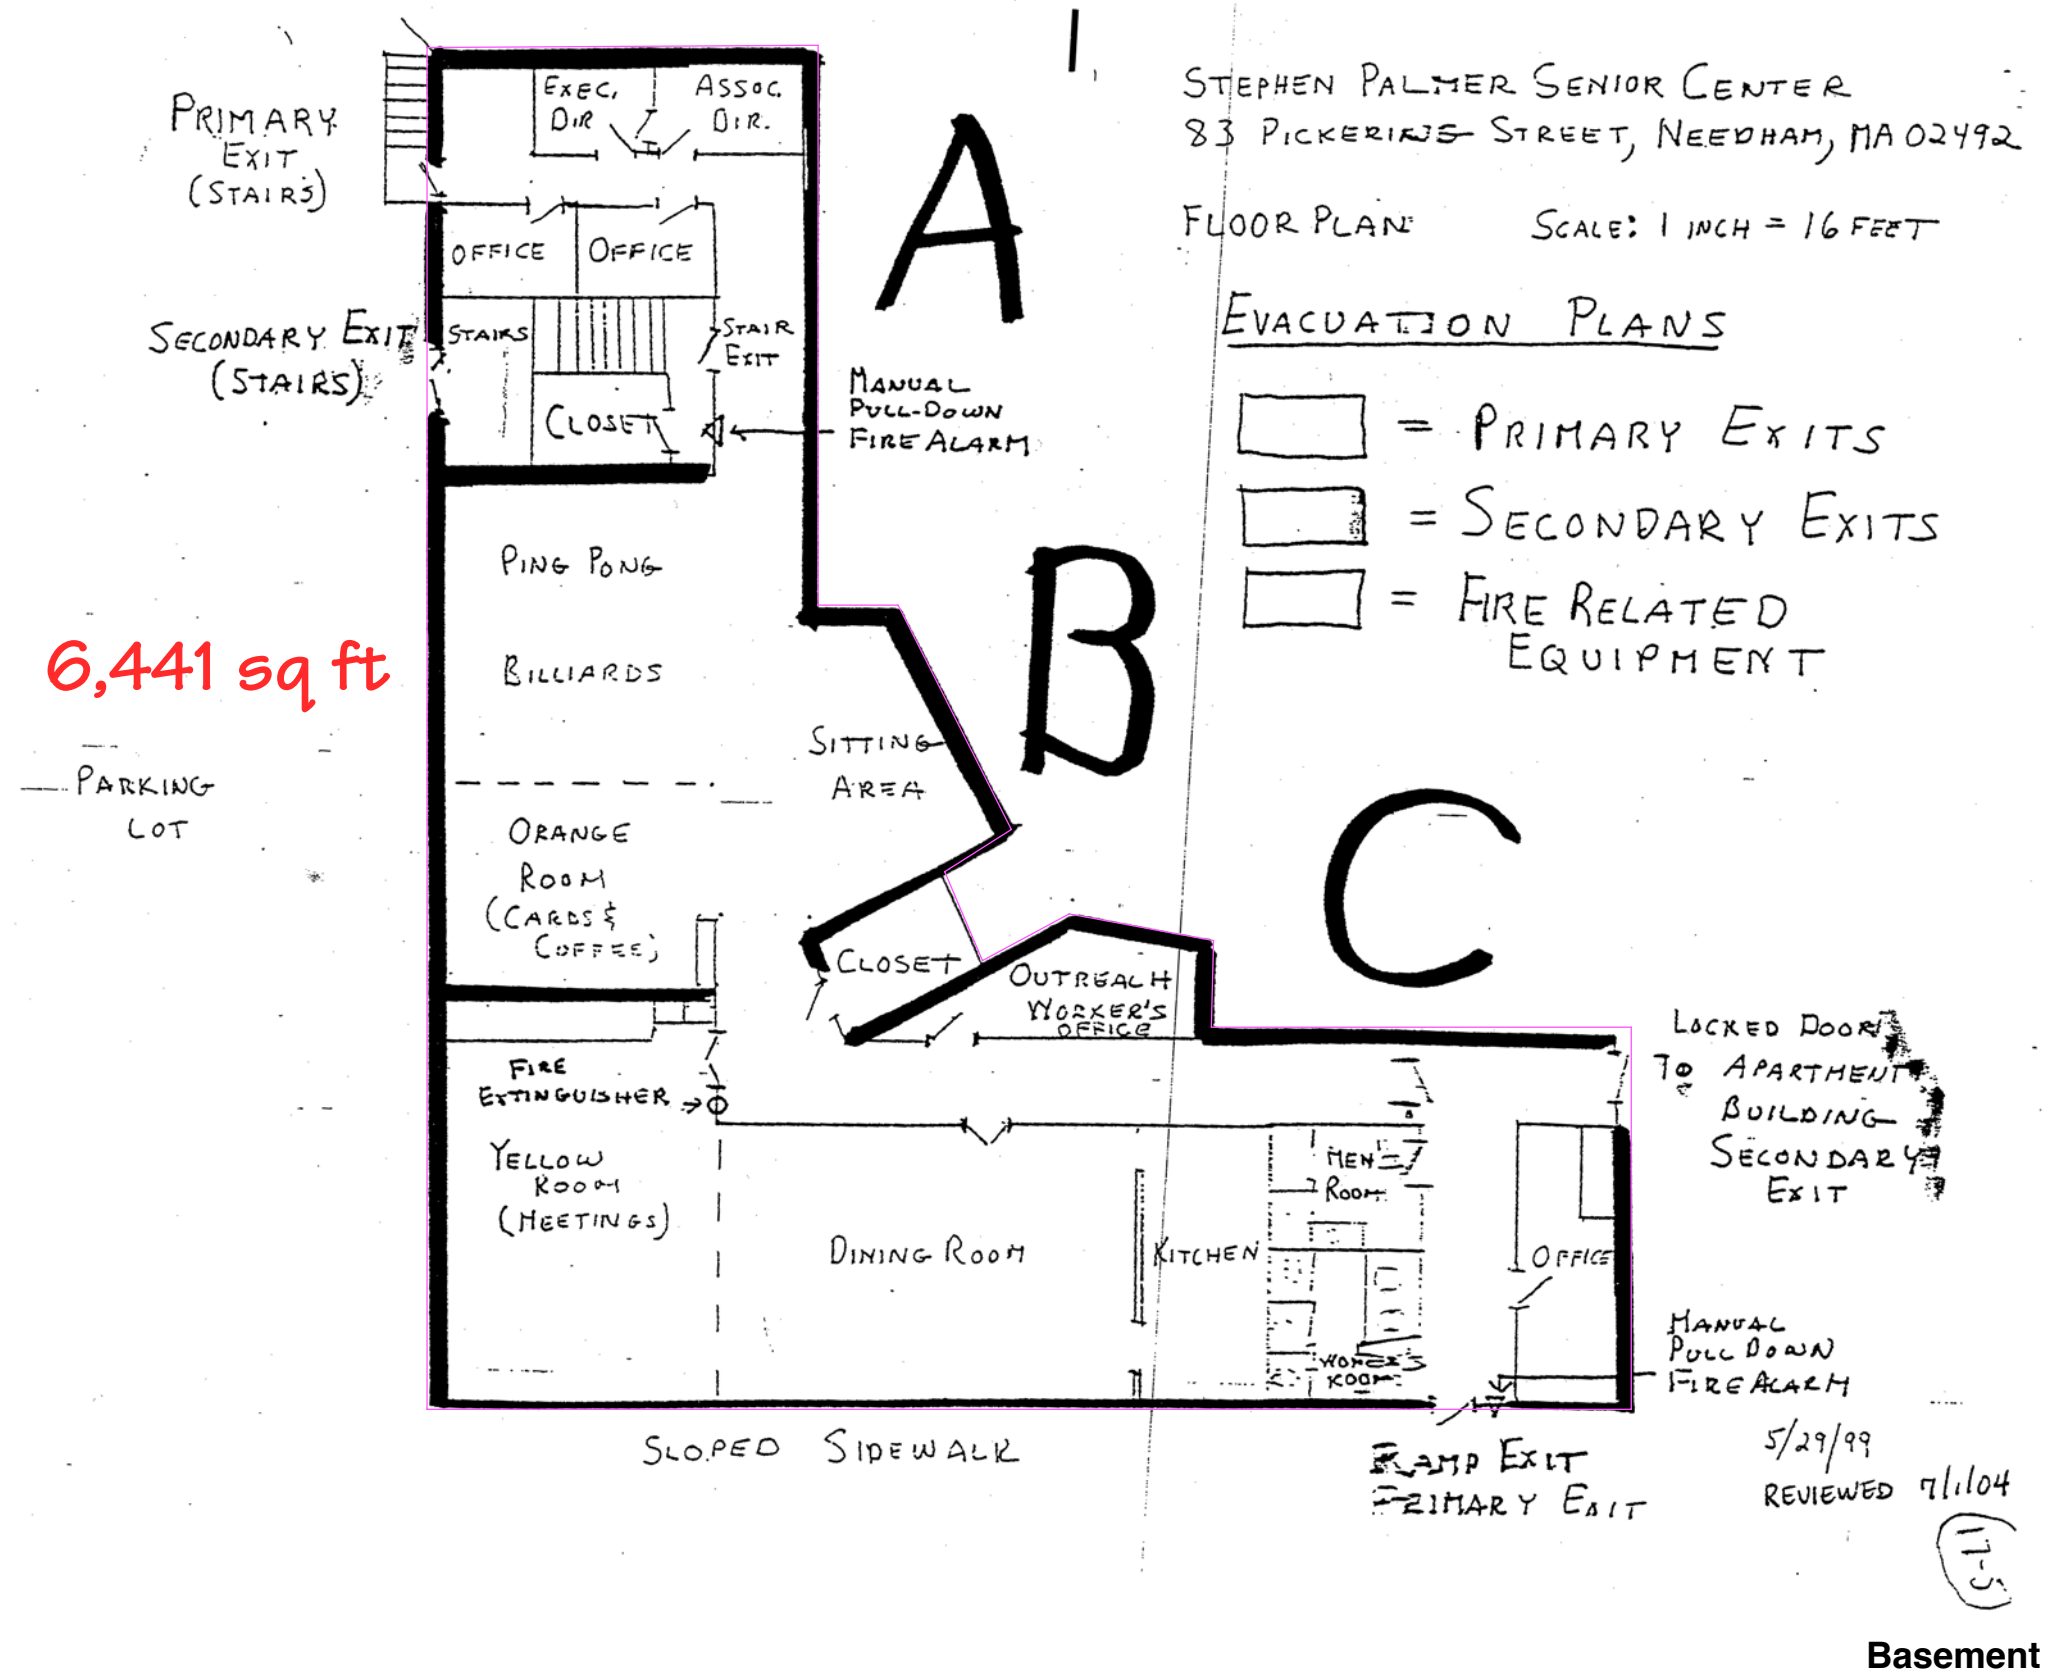 STEPHEN PALMER SENIOR CENTER
83 PICKERING STREET, NEEDHAM, MA 02492
FLOOR PLAN
SCALE: 1 INCH = 16 FEET
EVACUATION PLANS
= PRIMARY EXITS
= SECONDARY EXITS
= FIRE RELATED
EQUIPMENT
PRIMARY
EXIT
(STAIRS)
EXEC.
DIR
ASSOC.
DIR.
A
OFFICE
OFFICE
SECONDARY EXIT
(STAIRS)
STAIRS
STAIR
EXIT
CLOSET
MANUAL
PULL-DOWN
FIRE ALARM
PING PONG
B
6,441 sq ft
BILLIARDS
SITTING
AREA
PARKING
LOT
ORANGE
ROOM
(CARDS &
COFFEE)
C
CLOSET
OUTREACH
WORKER'S
OFFICE
LOCKED DOOR
TO APARTMENT
BUILDING
SECONDARY
EXIT
FIRE
EXTINGUISHER
YELLOW
ROOM
(MEETINGS)
DINING ROOM
KITCHEN
MEN
ROOM
OFFICE
WOMEN'S
ROOM
MANUAL
PULL DOWN
FIRE ALARM
SLOPED SIDEWALK
RAMP EXIT
PRIMARY EXIT
5/29/99
REVIEWED 7/1/04
Basement